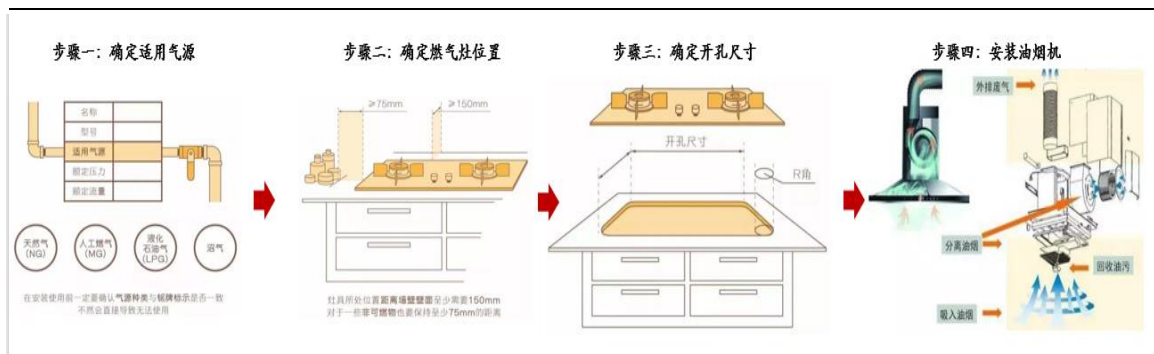 步骤一：确定适用气源
名称
型号
适用气源
额定压力
额定流量
天然气
(NG)
人工燃气
(MG)
液化
石油气
(LPG)
沼气
在安装使用前一定要确认气源种类与铭牌标示是否一致
不然会直接导致无法使用
步骤二：确定燃气灶位置
≥75mm
≥150mm
灶具所处位置距离墙壁壁面至少需要150mm
对于一些非可燃物也要保持至少75mm的距离
步骤三：确定开孔尺寸
开孔尺寸
R角
步骤四：安装油烟机
外排废气
分离油烟
回收油污
吸入油烟